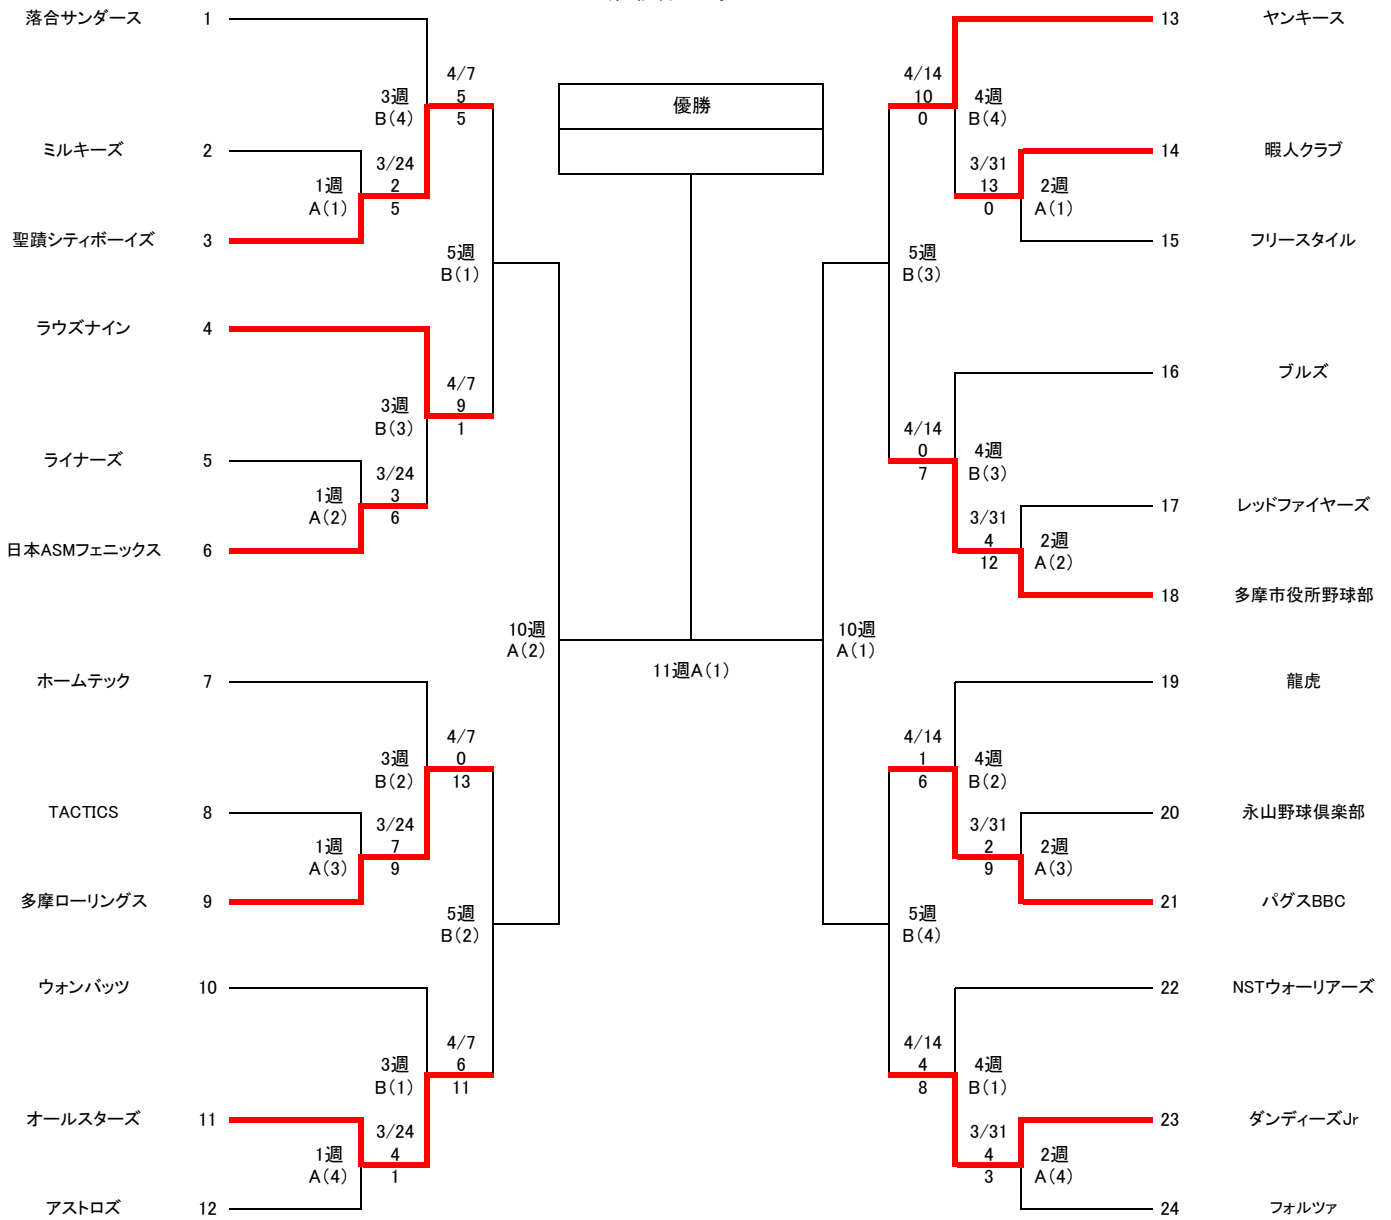 落合サンダース 1
ミルキーズ 2
聖蹟シティボーイズ 3
ラウズナイン 4
ライナーズ 5
日本ASMフェニックス 6
ホームテック 7
TACTICS 8
多摩ローリングス 9
ウォンバッツ 10
オールスターズ 11
アストロズ 12
1週
A(1)
3/24
2
5
1週
A(2)
3/24
3
6
1週
A(3)
3/24
7
9
1週
A(4)
3/24
4
1
3週
B(4)
4/7
5
5
3週
B(3)
4/7
9
1
3週
B(2)
4/7
0
13
3週
B(1)
4/7
6
11
5週
B(1)
5週
B(2)
10週
A(2)
優勝
11週A(1)
10週
A(1)
5週
B(3)
5週
B(4)
4/14
10
0
4週
B(4)
4/14
0
7
4週
B(3)
4/14
1
6
4週
B(2)
4/14
4
8
4週
B(1)
3/31
13
0
2週
A(1)
3/31
4
12
2週
A(2)
3/31
2
9
2週
A(3)
3/31
4
3
2週
A(4)
13 ヤンキース
14 暇人クラブ
15 フリースタイル
16 ブルズ
17 レッドファイヤーズ
18 多摩市役所野球部
19 龍虎
20 永山野球倶楽部
21 パグスBBC
22 NSTウォーリアーズ
23 ダンディーズJr
24 フォルツァ